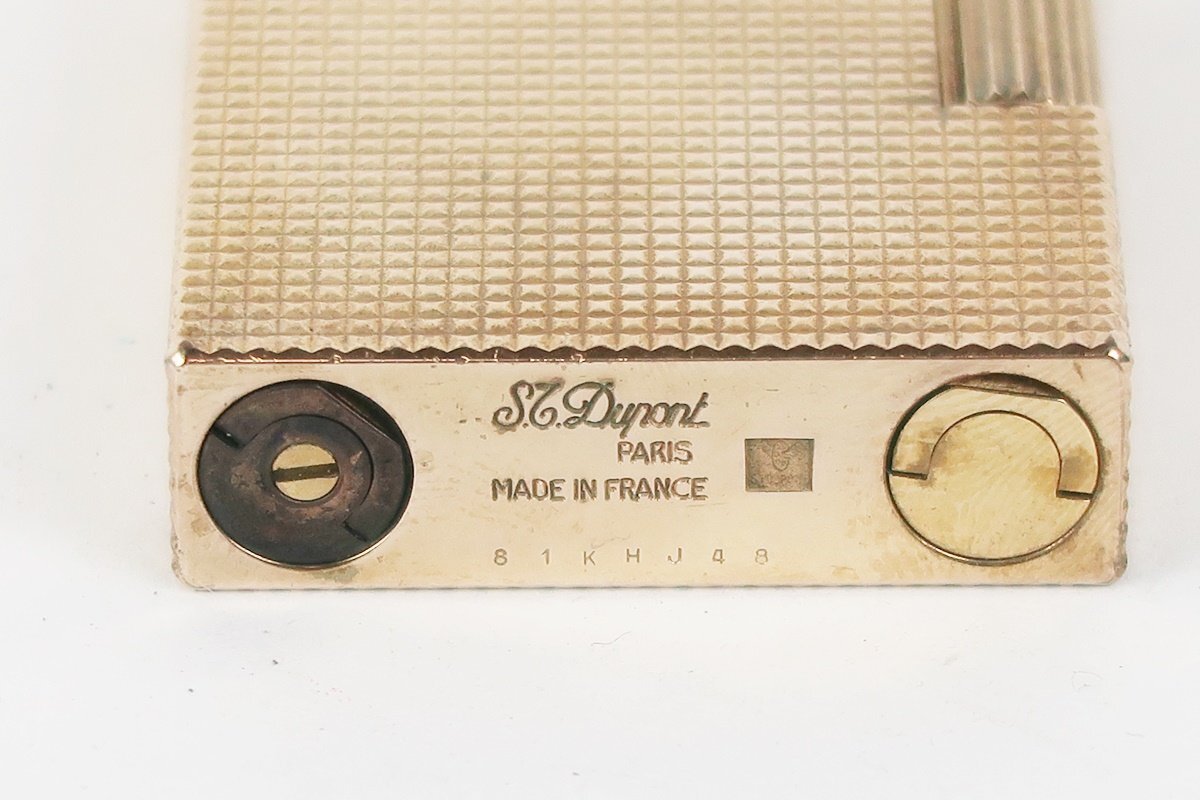 S.T. Dupont
PARIS
MADE IN FRANCE
81KHJ48